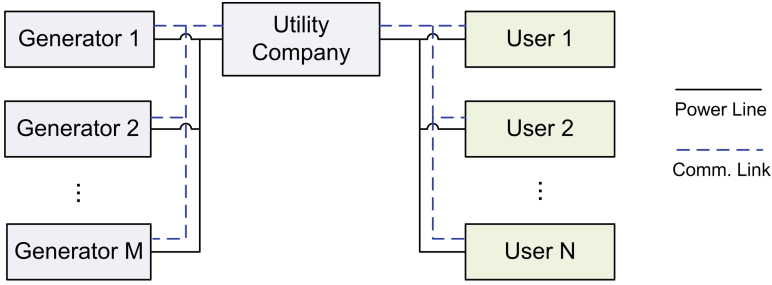 Generator 1
Utility
Company
User 1
Generator 2
User 2
Power Line
Comm. Link
⋮
⋮
Generator M
User N